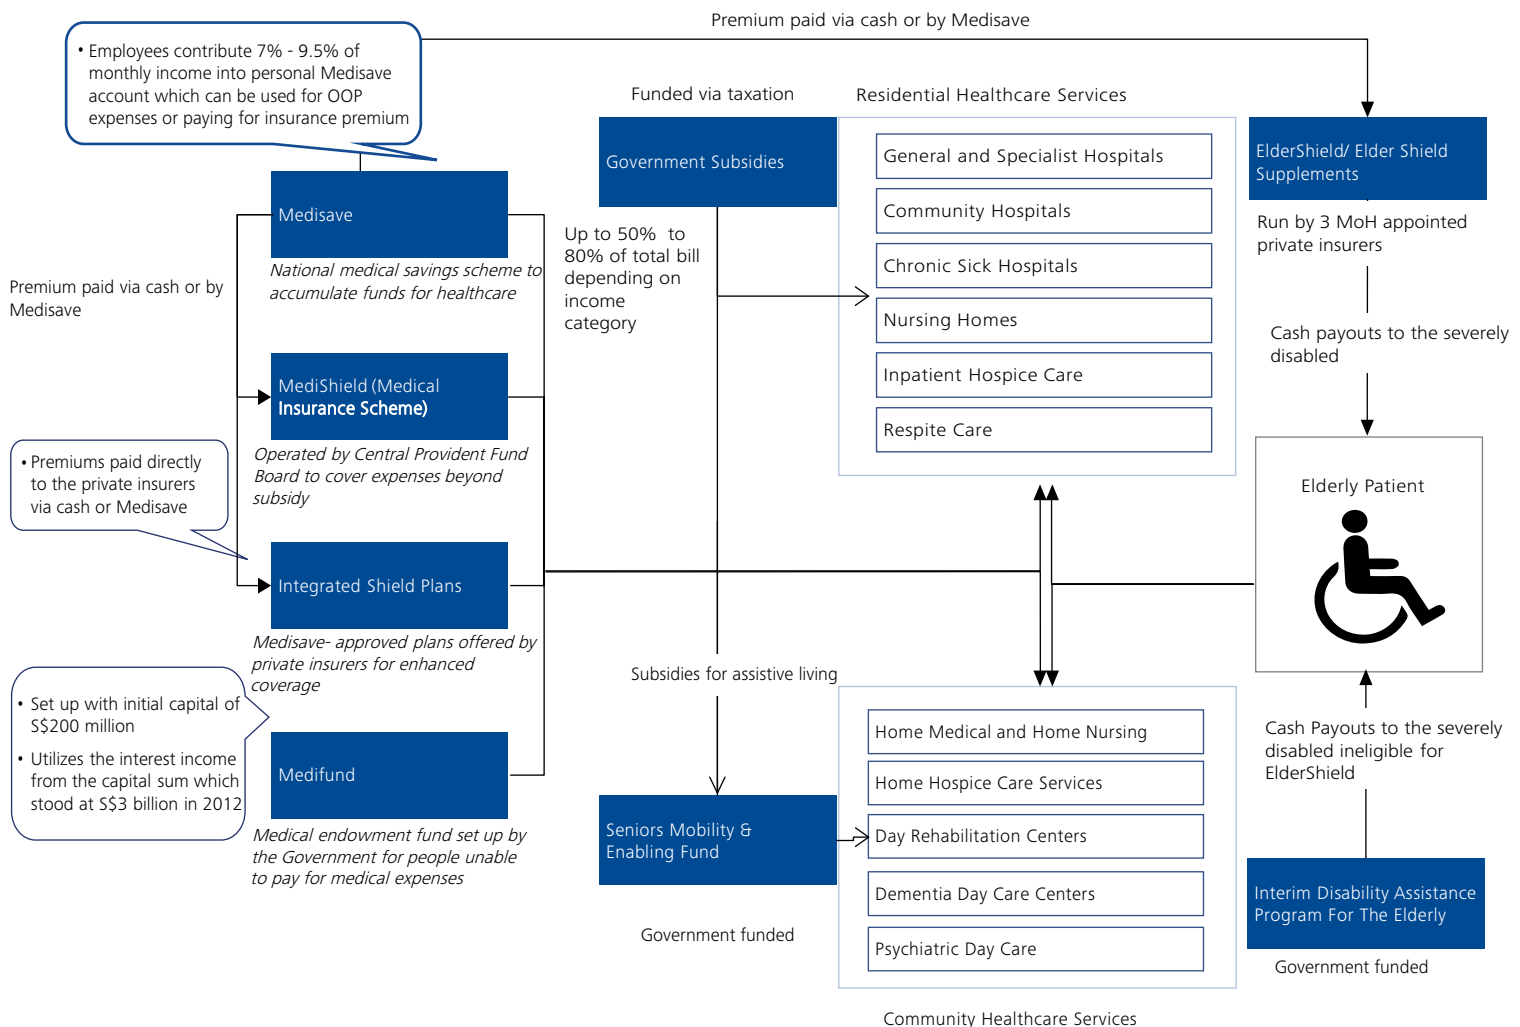 Premium paid via cash or by Medisave
• Employees contribute 7% - 9.5% of
monthly income into personal Medisave
account which can be used for OOP
expenses or paying for insurance premium
Medisave
National medical savings scheme to
accumulate funds for healthcare
Premium paid via cash or by
Medisave
MediShield (Medical
Insurance Scheme)
Operated by Central Provident Fund
Board to cover expenses beyond
subsidy
• Premiums paid directly
to the private insurers
via cash or Medisave
Integrated Shield Plans
Medisave- approved plans offered by
private insurers for enhanced
coverage
• Set up with initial capital of
S$200 million
• Utilizes the interest income
from the capital sum which
stood at S$3 billion in 2012
Medifund
Medical endowment fund set up by
the Government for people unable
to pay for medical expenses
Funded via taxation
Government Subsidies
Up to 50% to
80% of total bill
depending on
income
category
Subsidies for assistive living
Seniors Mobility &
Enabling Fund
Government funded
Residential Healthcare Services
General and Specialist Hospitals
Community Hospitals
Chronic Sick Hospitals
Nursing Homes
Inpatient Hospice Care
Respite Care
Home Medical and Home Nursing
Home Hospice Care Services
Day Rehabilitation Centers
Dementia Day Care Centers
Psychiatric Day Care
Community Healthcare Services
ElderShield/ Elder Shield
Supplements
Run by 3 MoH appointed
private insurers
Cash payouts to the severely
disabled
Elderly Patient
Cash Payouts to the severely
disabled ineligible for
ElderShield
Interim Disability Assistance
Program For The Elderly
Government funded